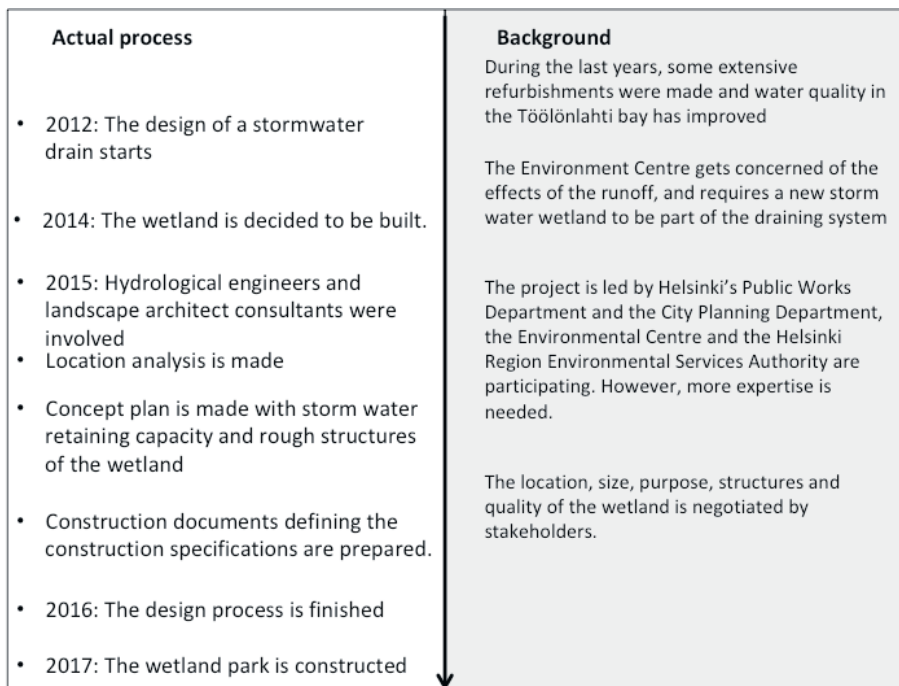 Actual process
• 2012: The design of a stormwater
drain starts
• 2014: The wetland is decided to be built.
• 2015: Hydrological engineers and
landscape architect consultants were
involved
• Location analysis is made
• Concept plan is made with storm water
retaining capacity and rough structures
of the wetland
• Construction documents defining the
construction specifications are prepared.
• 2016: The design process is finished
• 2017: The wetland park is constructed
Background
During the last years, some extensive
refurbishments were made and water quality in
the Töölönlahti bay has improved
The Environment Centre gets concerned of the
effects of the runoff, and requires a new storm
water wetland to be part of the draining system
The project is led by Helsinki’s Public Works
Department and the City Planning Department,
the Environmental Centre and the Helsinki
Region Environmental Services Authority are
participating. However, more expertise is
needed.
The location, size, purpose, structures and
quality of the wetland is negotiated by
stakeholders.